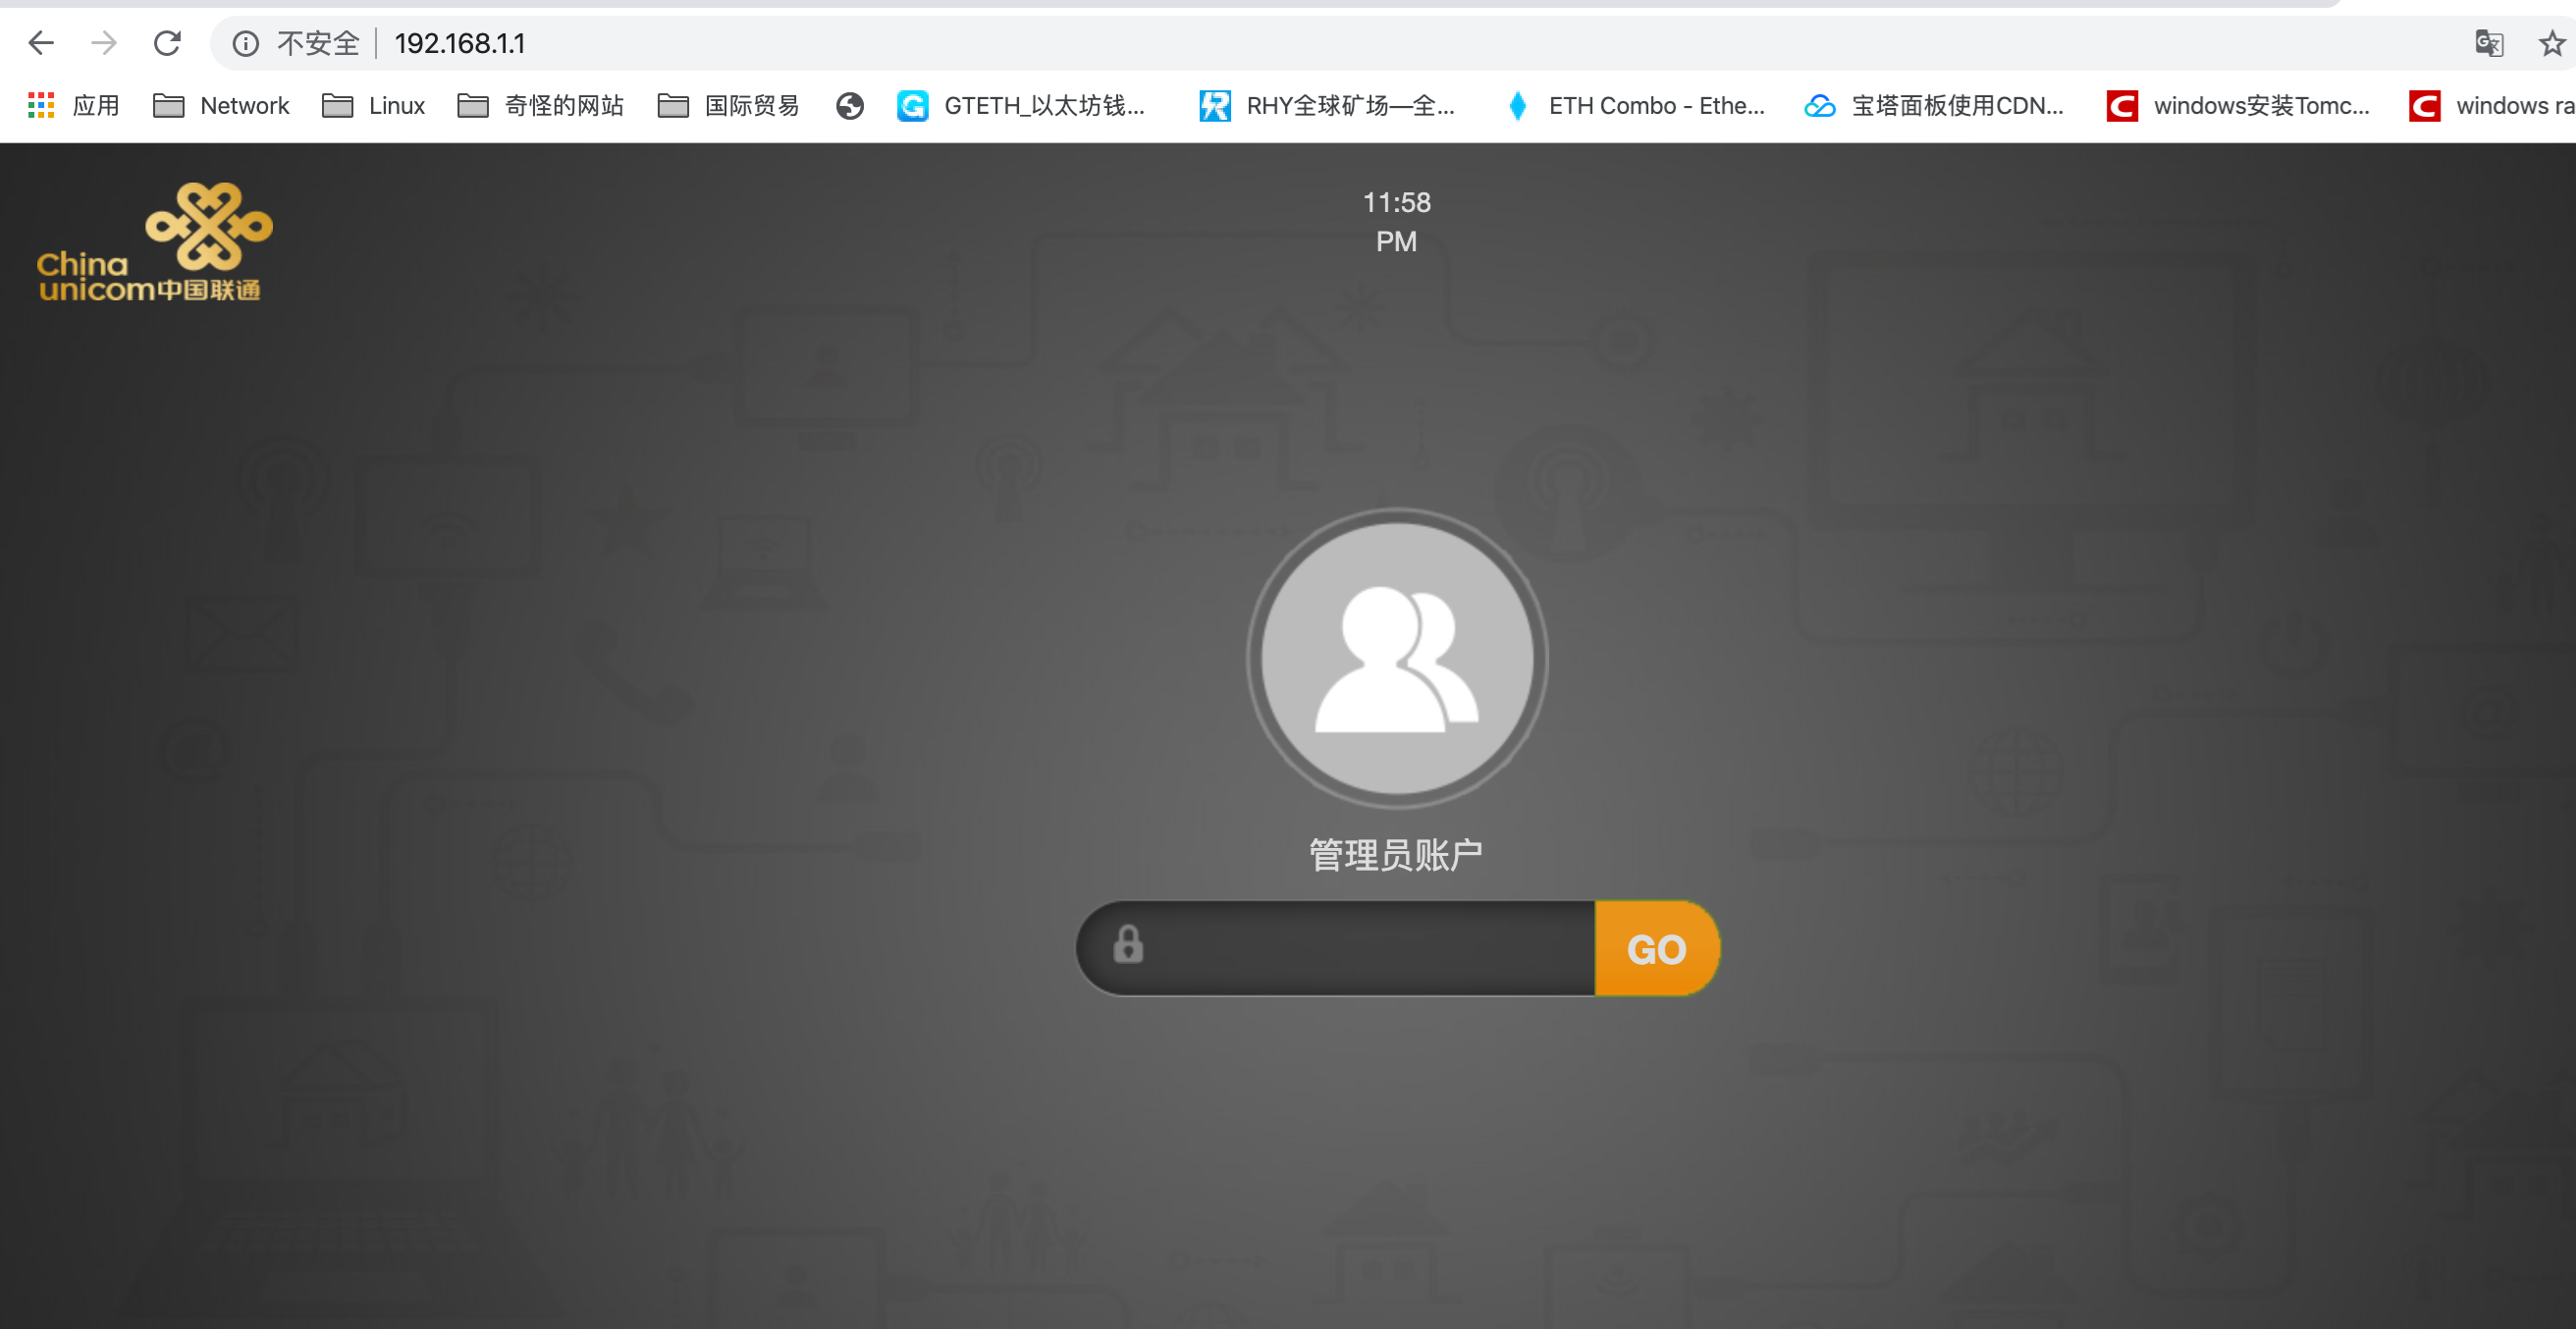 不安全 192.168.1.1
应用 Network Linux 奇怪的网站 国际贸易 GTETH_以太坊钱... RHY全球矿场—全... ETH Combo - Ethe... 宝塔面板使用CDN... windows安装Tomc... windows ra
11:58
PM
China
unicom中国联通
管理员账户
GO